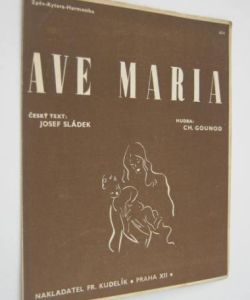 Zpěv-Kytara-Harmonika
AVE MARIA
ČESKÝ TEXT:
JOSEF SLÁDEK
HUDBA:
CH. GOUNOD
NAKLADATEL FR. KUDELÍK • PRAHA XII •